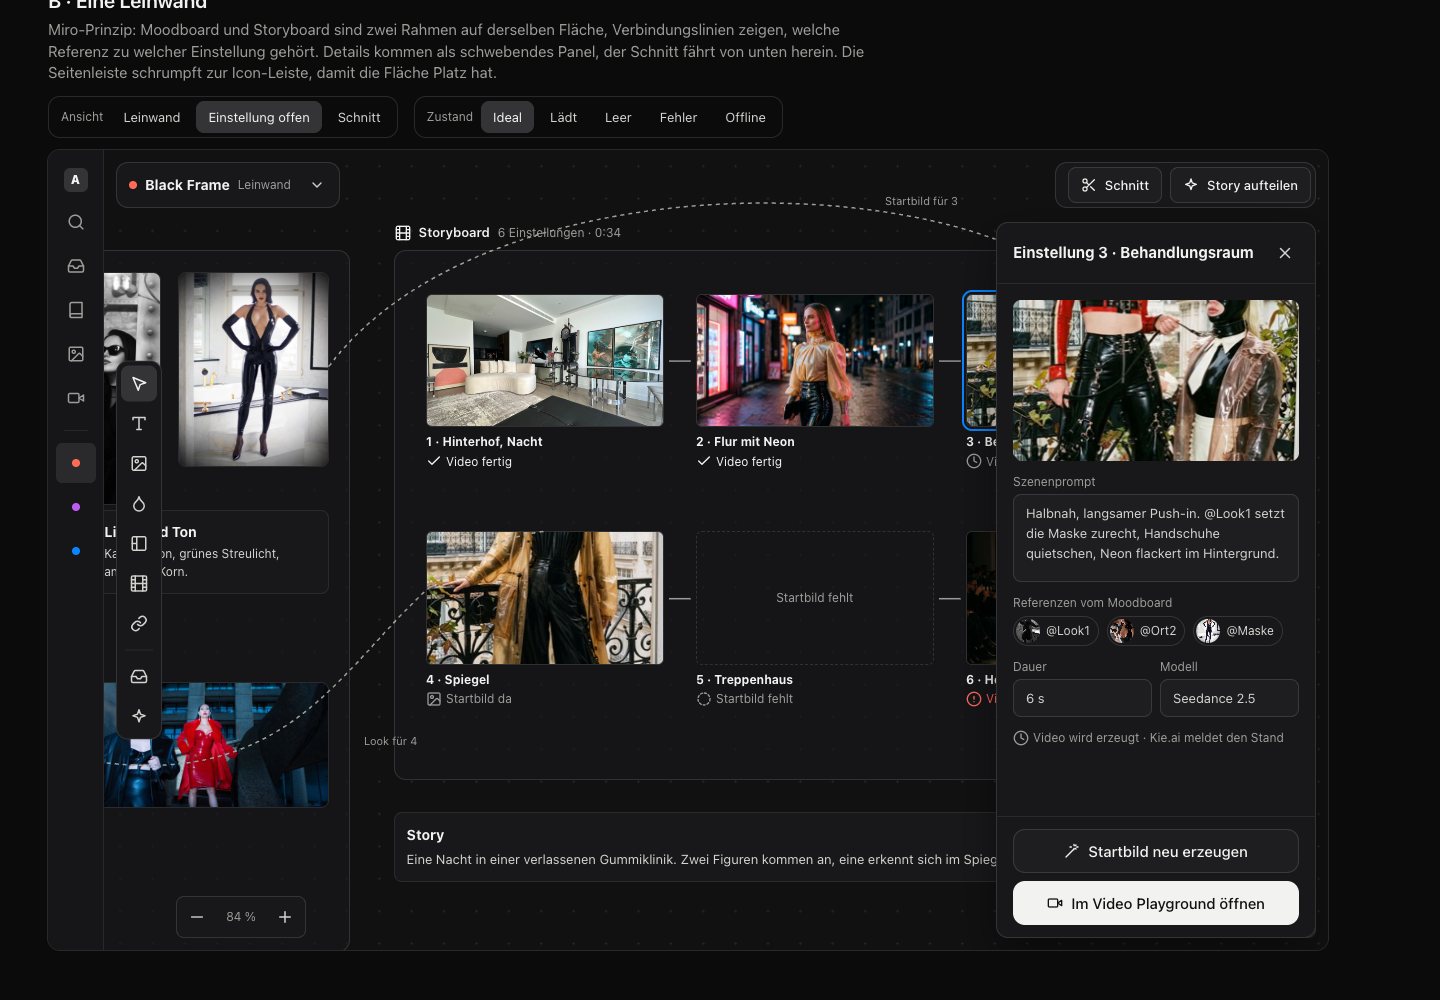 B · Eine Leinwand
Miro-Prinzip: Moodboard und Storyboard sind zwei Rahmen auf derselben Fläche, Verbindungslinien zeigen, welche
Referenz zu welcher Einstellung gehört. Details kommen als schwebendes Panel, der Schnitt fährt von unten herein. Die
Seitenleiste schrumpft zur Icon-Leiste, damit die Fläche Platz hat.
Ansicht Leinwand Einstellung offen Schnitt
Zustand Ideal Lädt Leer Fehler Offline
A
Black Frame Leinwand
Schnitt
Story aufteilen
Startbild für 3
Storyboard 6 Einstellungen · 0:34
1 · Hinterhof, Nacht
Video fertig
2 · Flur mit Neon
Video fertig
3 · Be
Vi
d Ton
on, grünes Streulicht,
Korn.
Startbild fehlt
4 · Spiegel
Startbild da
5 · Treppenhaus
Startbild fehlt
6 · H
Vi
Look für 4
Story
Eine Nacht in einer verlassenen Gummiklinik. Zwei Figuren kommen an, eine erkennt sich im Spieg
84 %
Einstellung 3 · Behandlungsraum
Szenenprompt
Halbnah, langsamer Push-in. @Look1 setzt
die Maske zurecht, Handschuhe
quietschen, Neon flackert im Hintergrund.
Referenzen vom Moodboard
@Look1 @Ort2 @Maske
Dauer Modell
6 s Seedance 2.5
Video wird erzeugt · Kie.ai meldet den Stand
Startbild neu erzeugen
Im Video Playground öffnen